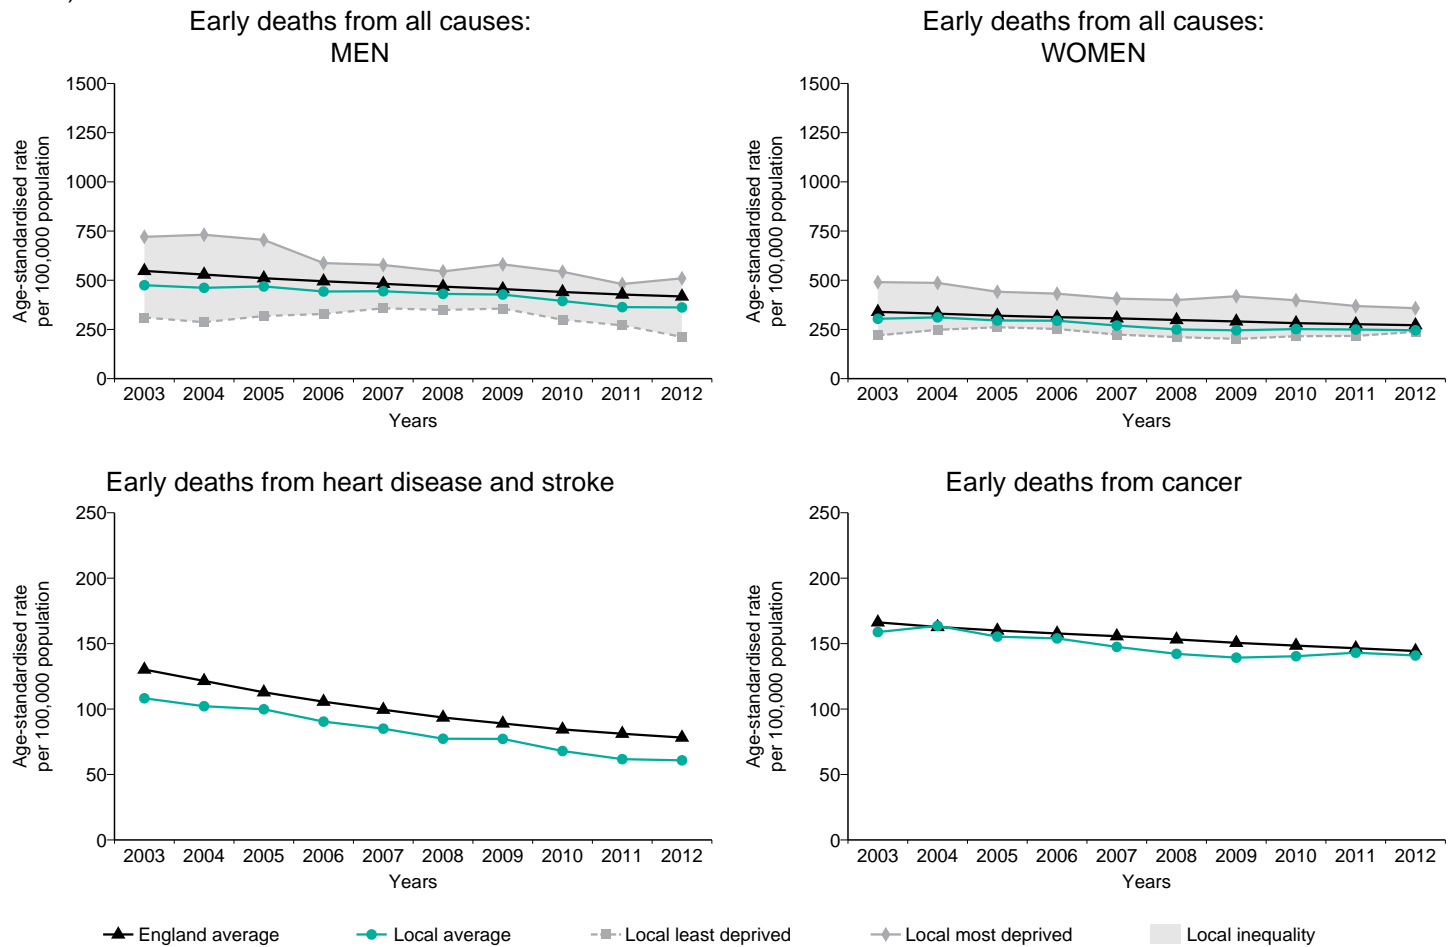 Early deaths from all causes:
MEN
Age-standardised rate
per 100,000 population
1500
1250
1000
750
500
250
0
2003 2004 2005 2006 2007 2008 2009 2010 2011 2012
Years
Early deaths from all causes:
WOMEN
Age-standardised rate
per 100,000 population
1500
1250
1000
750
500
250
0
2003 2004 2005 2006 2007 2008 2009 2010 2011 2012
Years
Early deaths from heart disease and stroke
Age-standardised rate
per 100,000 population
250
200
150
100
50
0
2003 2004 2005 2006 2007 2008 2009 2010 2011 2012
Years
Early deaths from cancer
Age-standardised rate
per 100,000 population
250
200
150
100
50
0
2003 2004 2005 2006 2007 2008 2009 2010 2011 2012
Years
England average Local average Local least deprived Local most deprived Local inequality